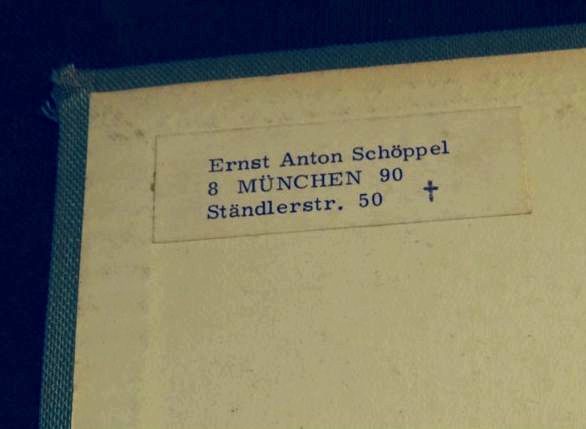 Ernst Anton Schöppel
8 MÜNCHEN 90
Ständlerstr. 50 †